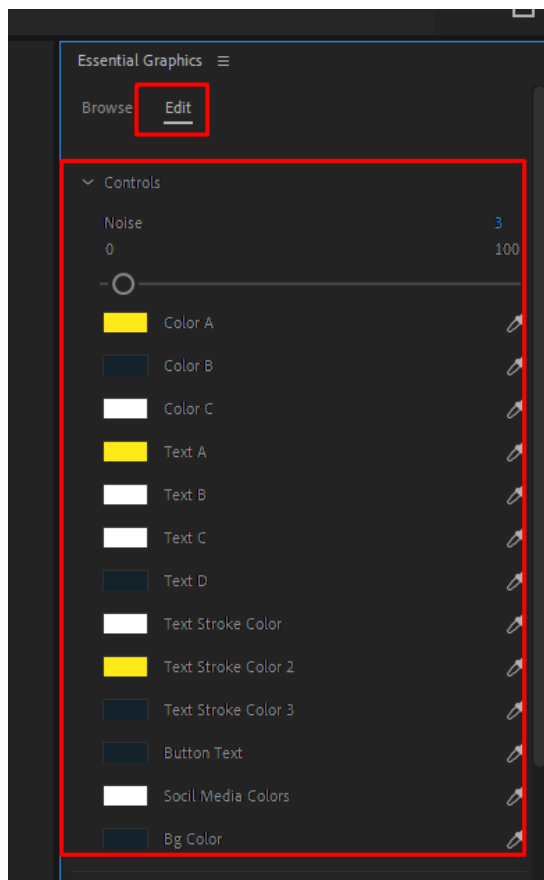 Essential Graphics
Browse Edit
Controls
Noise 3
0 100
Color A
Color B
Color C
Text A
Text B
Text C
Text D
Text Stroke Color
Text Stroke Color 2
Text Stroke Color 3
Button Text
Socil Media Colors
Bg Color